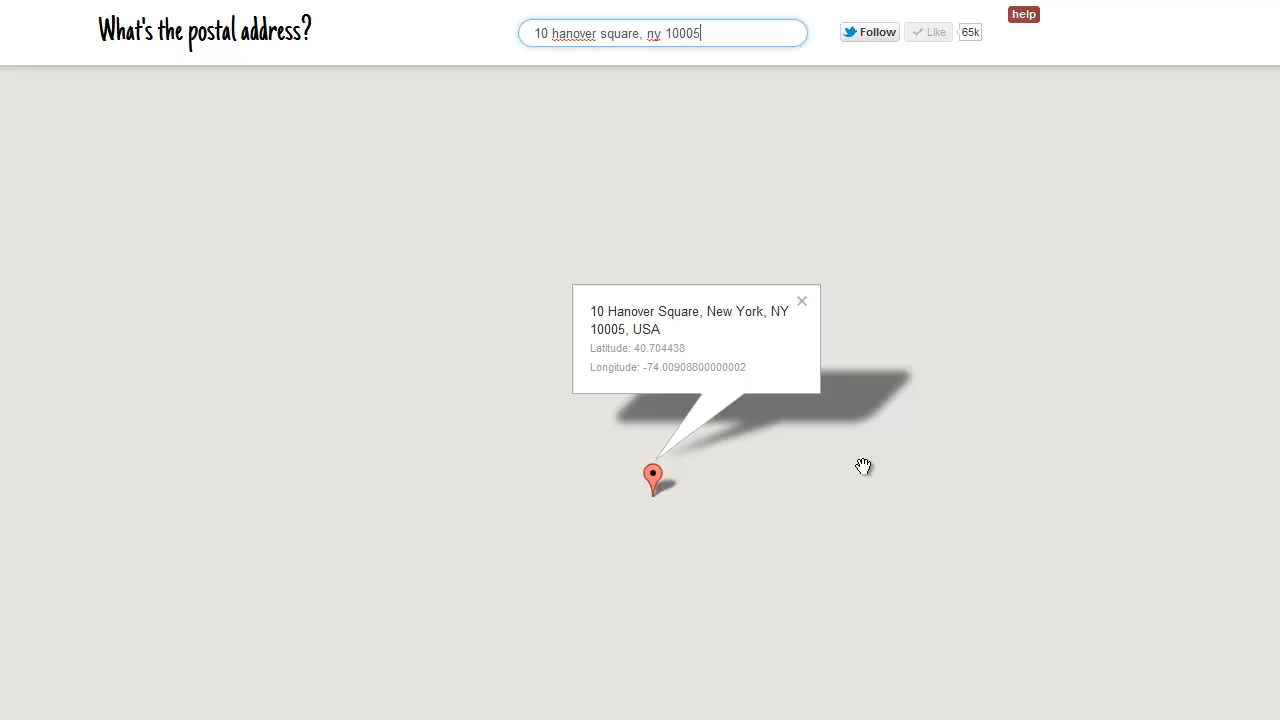 What's the postal address?
10 hanover square, ny 10005
Follow
Like
65k
help
10 Hanover Square, New York, NY
10005, USA
Latitude: 40.704438
Longitude: -74.00908800000002